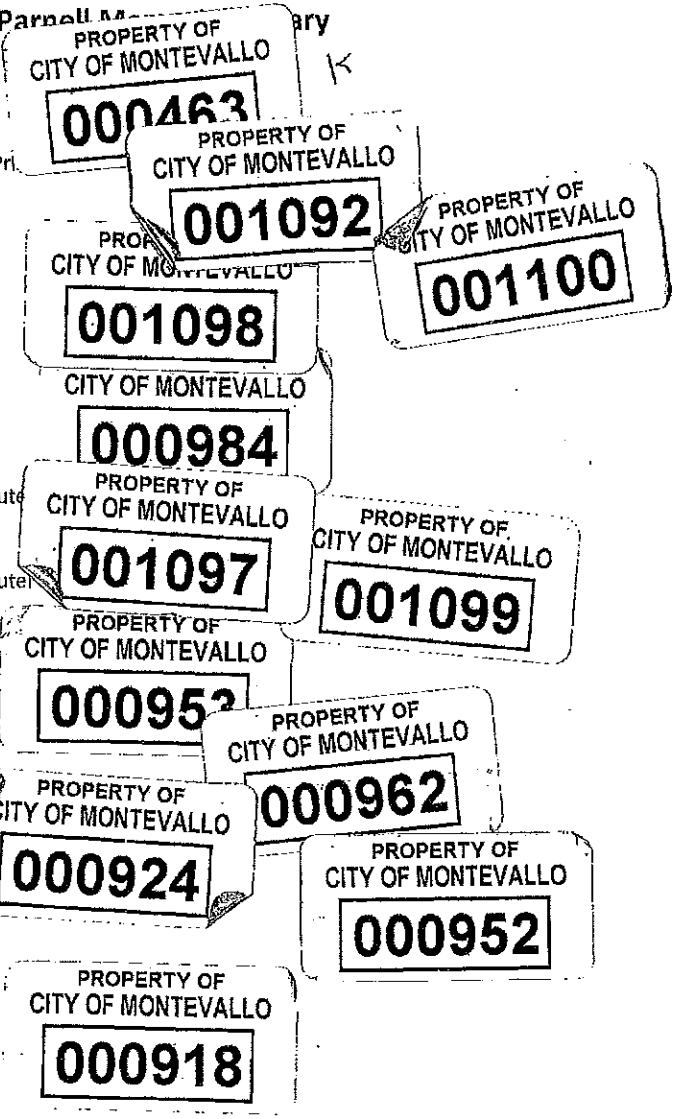 Parnell ary
PROPERTY OF
CITY OF MONTEVALLO
000463
PROPERTY OF
CITY OF MONTEVALLO
001092
PROPERTY OF
CITY OF MONTEVALLO
001100
CITY OF MONTEVALLO
001098
CITY OF MONTEVALLO
000984
PROPERTY OF
CITY OF MONTEVALLO
001097
PROPERTY OF
CITY OF MONTEVALLO
001099
PROPERTY OF
CITY OF MONTEVALLO
PROPERTY OF
CITY OF MONTEVALLO
000962
PROPERTY OF
CITY OF MONTEVALLO
000924
PROPERTY OF
CITY OF MONTEVALLO
000952
PROPERTY OF
CITY OF MONTEVALLO
000918